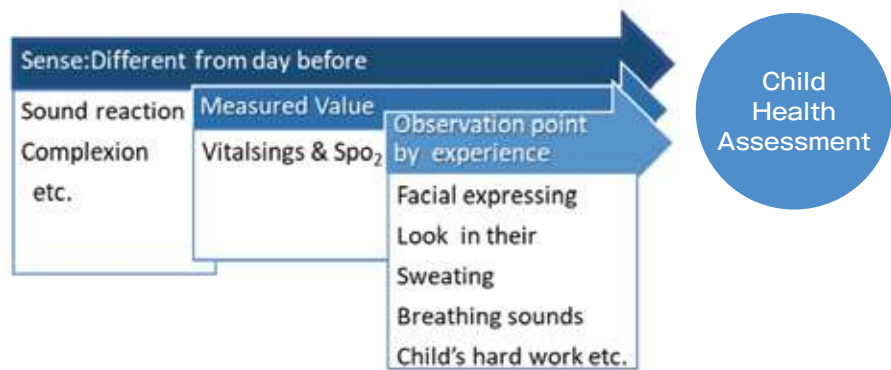 Sense:Different from day before
Sound reaction
Complexion
etc.
Measured Value
Vitalsings & Spo₂
Observation point
by experience
Facial expressing
Look in their
Sweating
Breathing sounds
Child's hard work etc.
Child
Health
Assessment